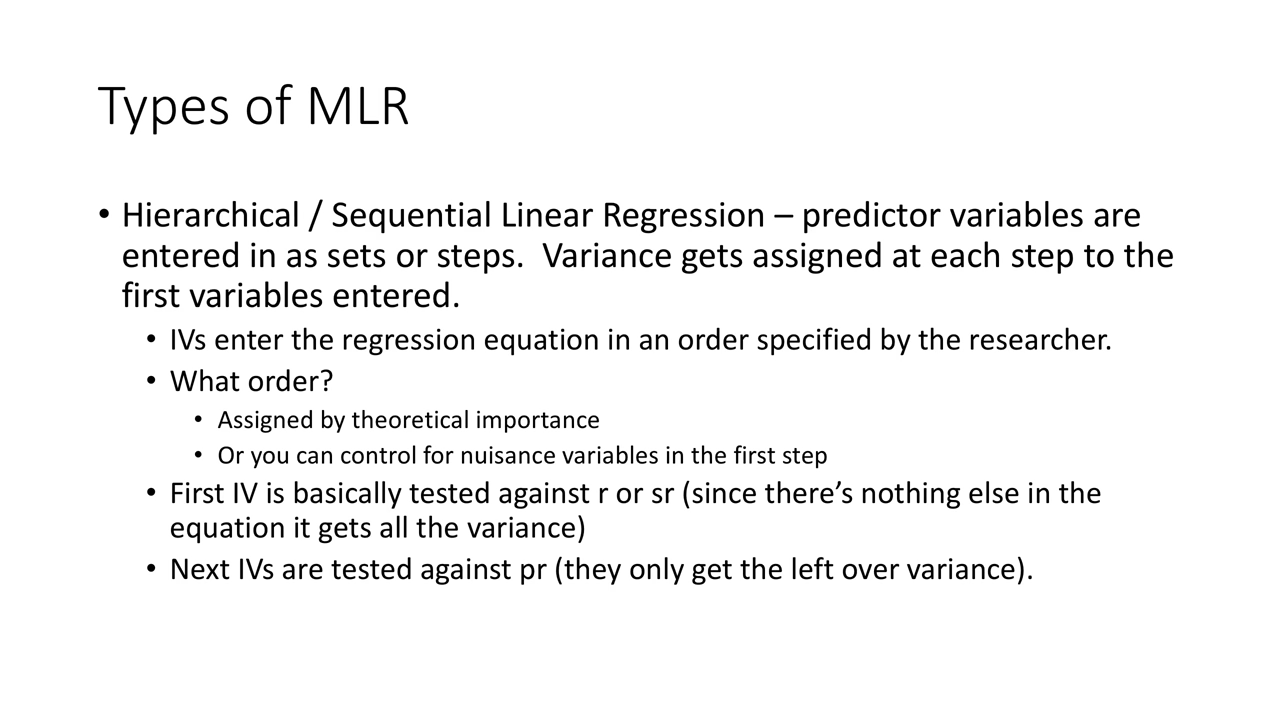 Types of MLR
• Hierarchical / Sequential Linear Regression – predictor variables are
entered in as sets or steps.  Variance gets assigned at each step to the
first variables entered.
• IVs enter the regression equation in an order specified by the researcher.
• What order?
• Assigned by theoretical importance
• Or you can control for nuisance variables in the first step
• First IV is basically tested against r or sr (since there’s nothing else in the
equation it gets all the variance)
• Next IVs are tested against pr (they only get the left over variance).